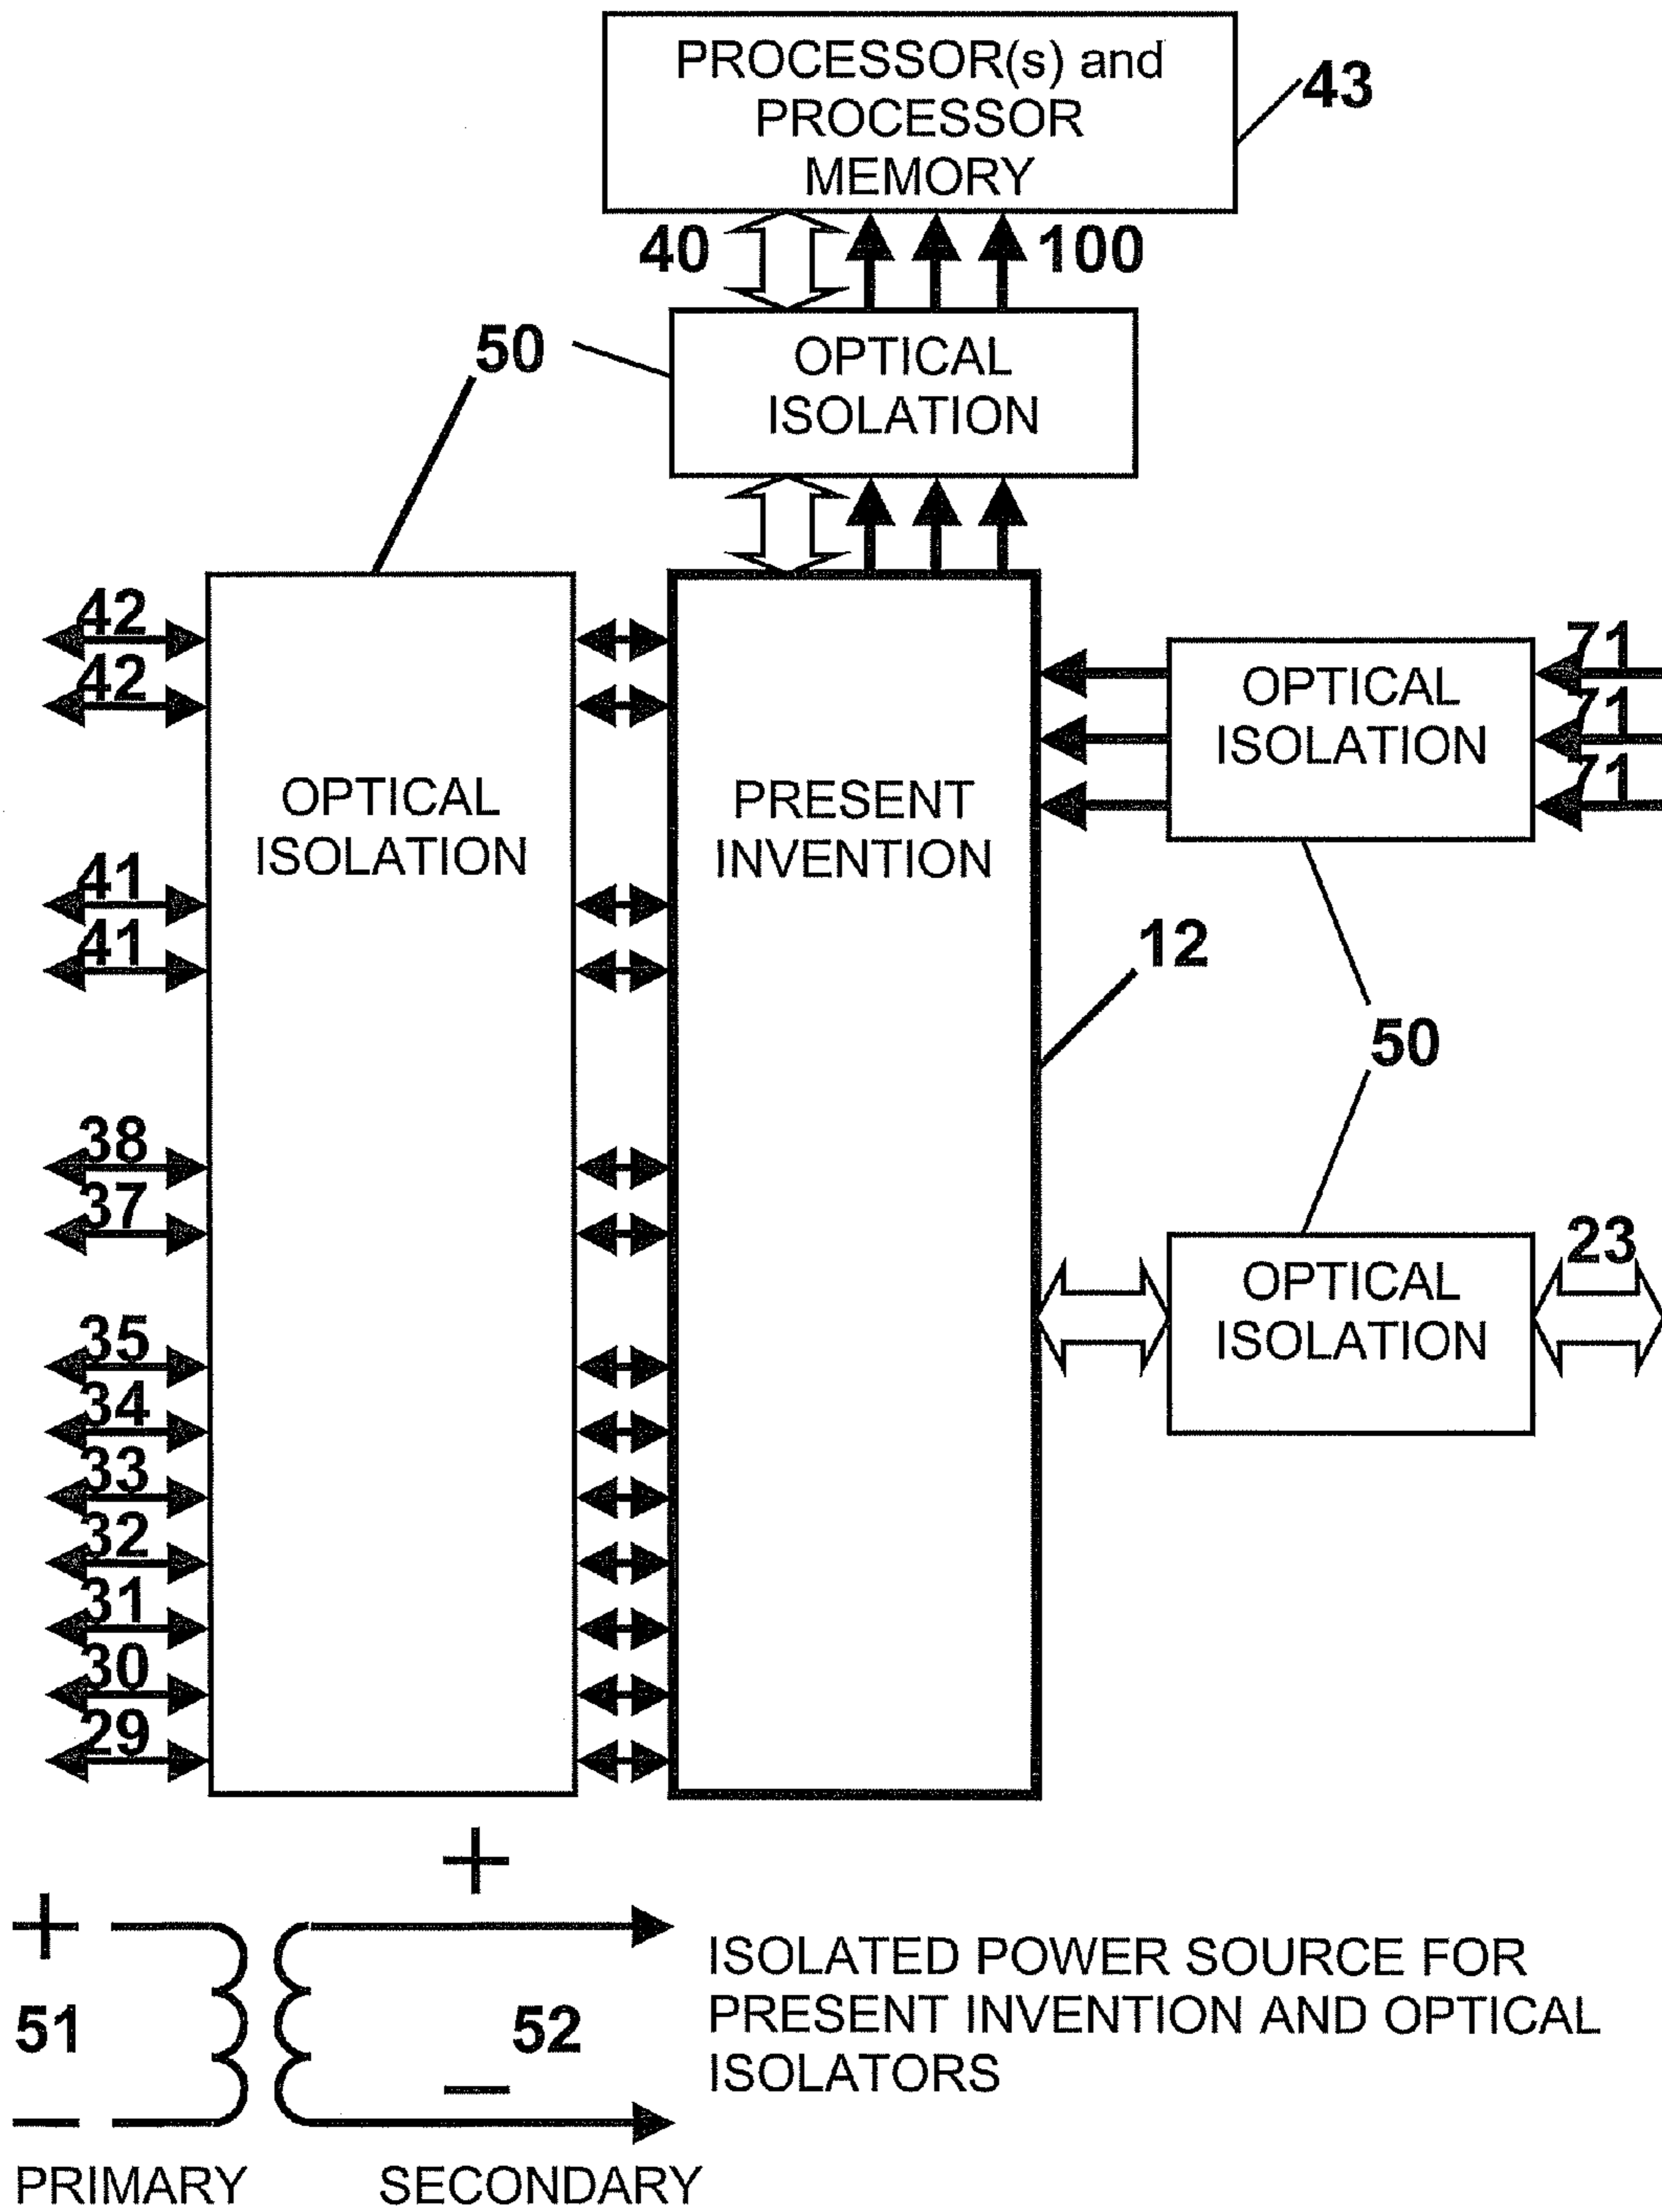 PROCESSOR(s) and
PROCESSOR
MEMORY
43
40
100
50
OPTICAL
ISOLATION
42
42
41
41
38
37
35
34
33
32
31
30
29
OPTICAL
ISOLATION
PRESENT
INVENTION
12
OPTICAL
ISOLATION
71
71
71
50
OPTICAL
ISOLATION
23
+
+
51
52
−
−
PRIMARY
SECONDARY
ISOLATED POWER SOURCE FOR
PRESENT INVENTION AND OPTICAL
ISOLATORS